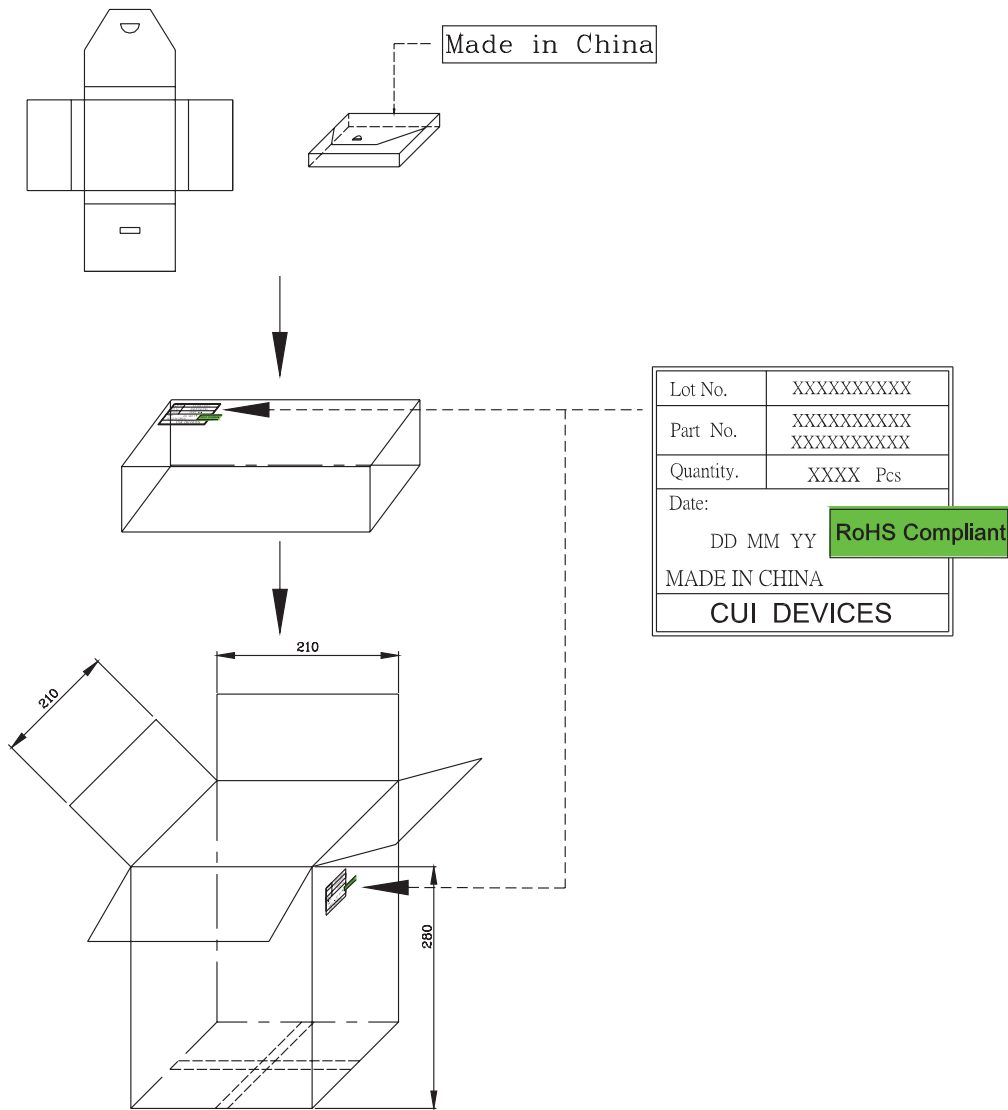 Made in China
Lot No. XXXXXXXXXX
Part No. XXXXXXXXXX
XXXXXXXXXX
Quantity. XXXX Pcs
Date:
DD MM YY
RoHS Compliant
MADE IN CHINA
CUI DEVICES
210
210
280